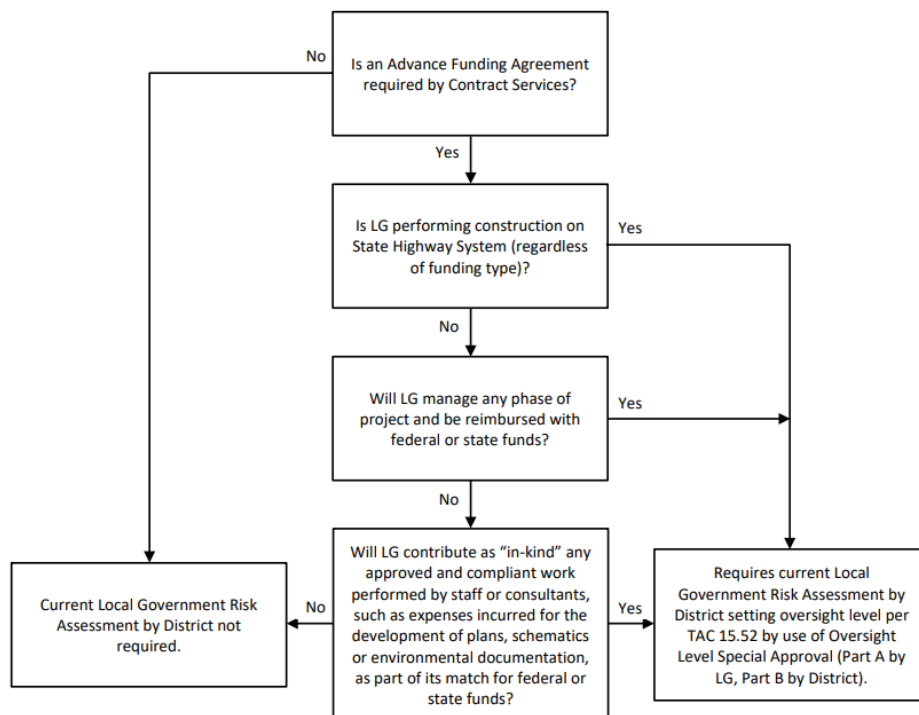 No
Is an Advance Funding Agreement
required by Contract Services?
Yes
Is LG performing construction on
State Highway System (regardless
of funding type)?
Yes
No
Will LG manage any phase of
project and be reimbursed with
federal or state funds?
Yes
No
Current Local Government Risk
Assessment by District not
required.
No
Will LG contribute as “in-kind” any
approved and compliant work
performed by staff or consultants,
such as expenses incurred for the
development of plans, schematics
or environmental documentation,
as part of its match for federal or
state funds?
Yes
Requires current Local
Government Risk Assessment by
District setting oversight level per
TAC 15.52 by use of Oversight
Level Special Approval (Part A by
LG, Part B by District).